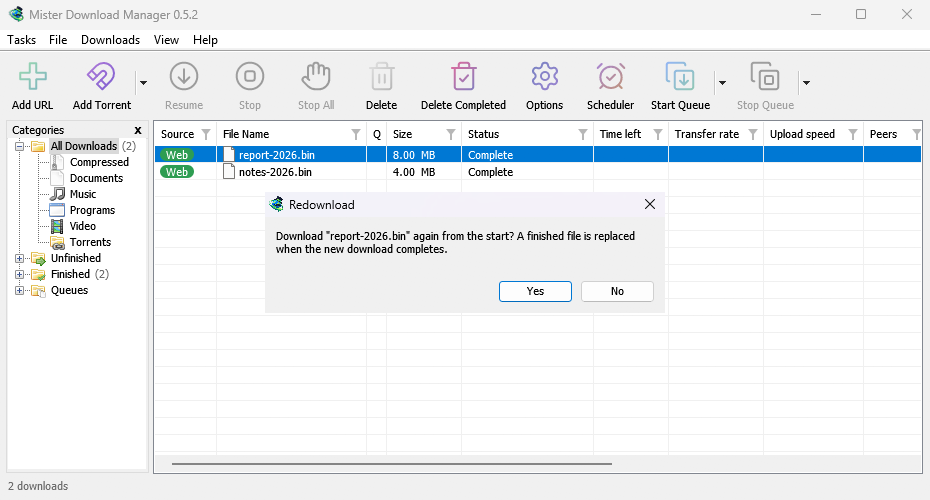 Mister Download Manager 0.5.2
Tasks File Downloads View Help
Add URL Add Torrent Resume Stop Stop All Delete Delete Completed Options Scheduler Start Queue Stop Queue
Categories x
All Downloads (2)
Compressed
Documents
Music
Programs
Video
Torrents
Unfinished
Finished (2)
Queues
Source File Name Q Size Status Time left Transfer rate Upload speed Peers
Web report-2026.bin 8.00 MB Complete
Web notes-2026.bin 4.00 MB Complete
Redownload
Download "report-2026.bin" again from the start? A finished file is replaced
when the new download completes.
Yes No
2 downloads